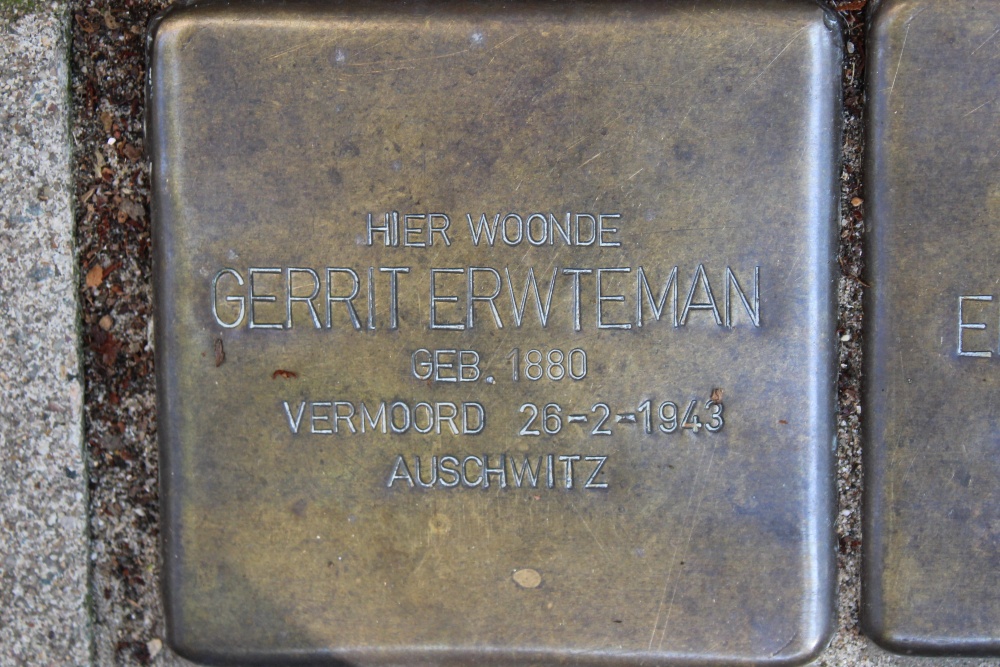 HIER WOONDE
GERRIT ERWTEMAN
GEB. 1880
VERMOORD 26-2-1943
AUSCHWITZ